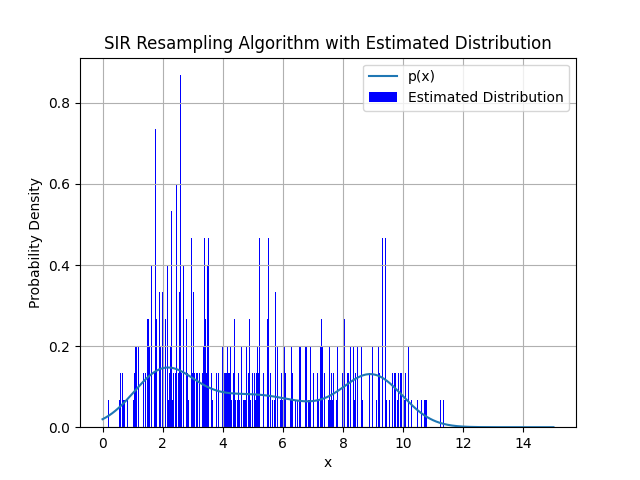 SIR Resampling Algorithm with Estimated Distribution
p(x)
Estimated Distribution
Probability Density
0.8
0.6
0.4
0.2
0.0
0 2 4 6 8 10 12 14
x